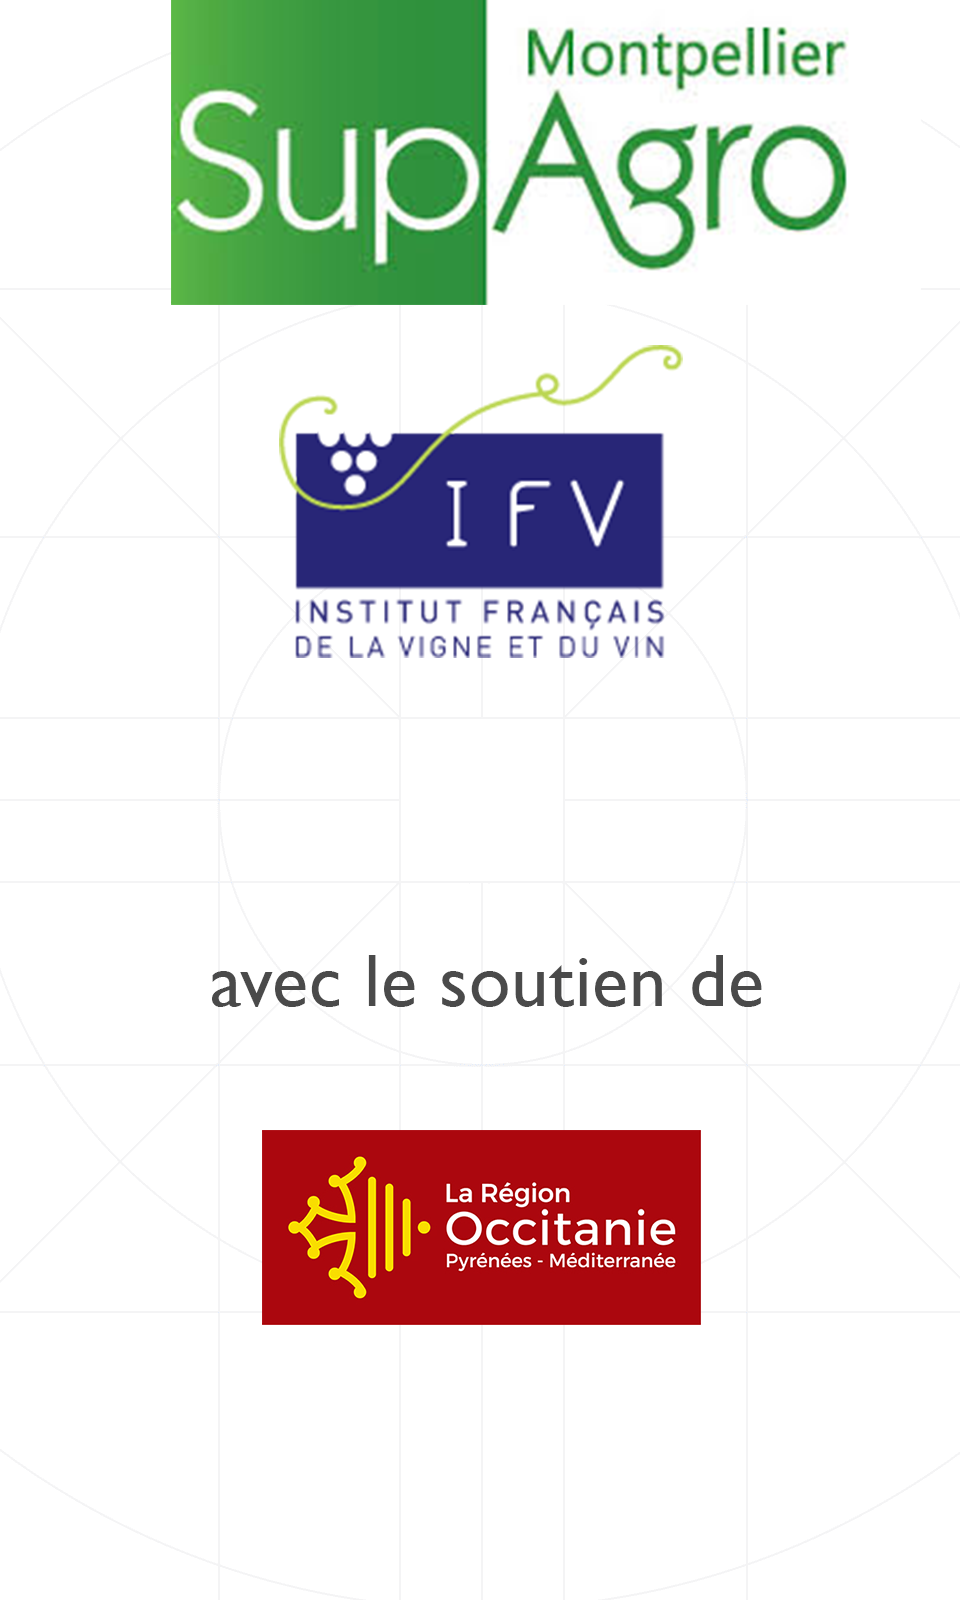 Montpellier
SupAgro
IFV
INSTITUT FRANÇAIS
DE LA VIGNE ET DU VIN
avec le soutien de
La Région
Occitanie
Pyrénées - Méditerranée